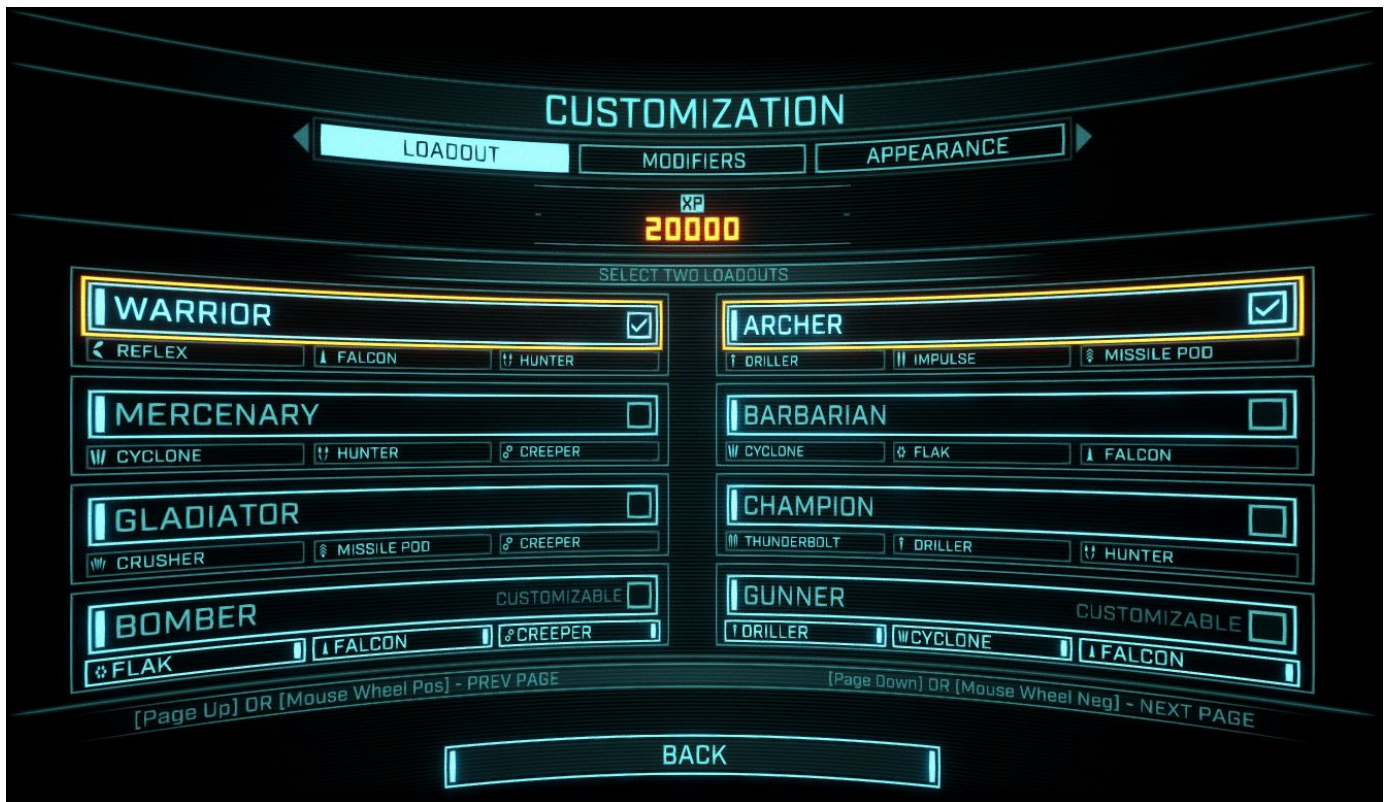 CUSTOMIZATION
LOADOUT MODIFIERS APPEARANCE
XP
20000
SELECT TWO LOADOUTS
WARRIOR
REFLEX FALCON HUNTER
ARCHER
DRILLER IMPULSE MISSILE POD
MERCENARY
CYCLONE HUNTER CREEPER
BARBARIAN
CYCLONE FLAK FALCON
GLADIATOR
CRUSHER MISSILE POD CREEPER
CHAMPION
THUNDERBOLT DRILLER HUNTER
BOMBER CUSTOMIZABLE
FLAK FALCON CREEPER
GUNNER CUSTOMIZABLE
DRILLER CYCLONE FALCON
[Page Up] OR [Mouse Wheel Pos] - PREV PAGE
[Page Down] OR [Mouse Wheel Neg] - NEXT PAGE
BACK